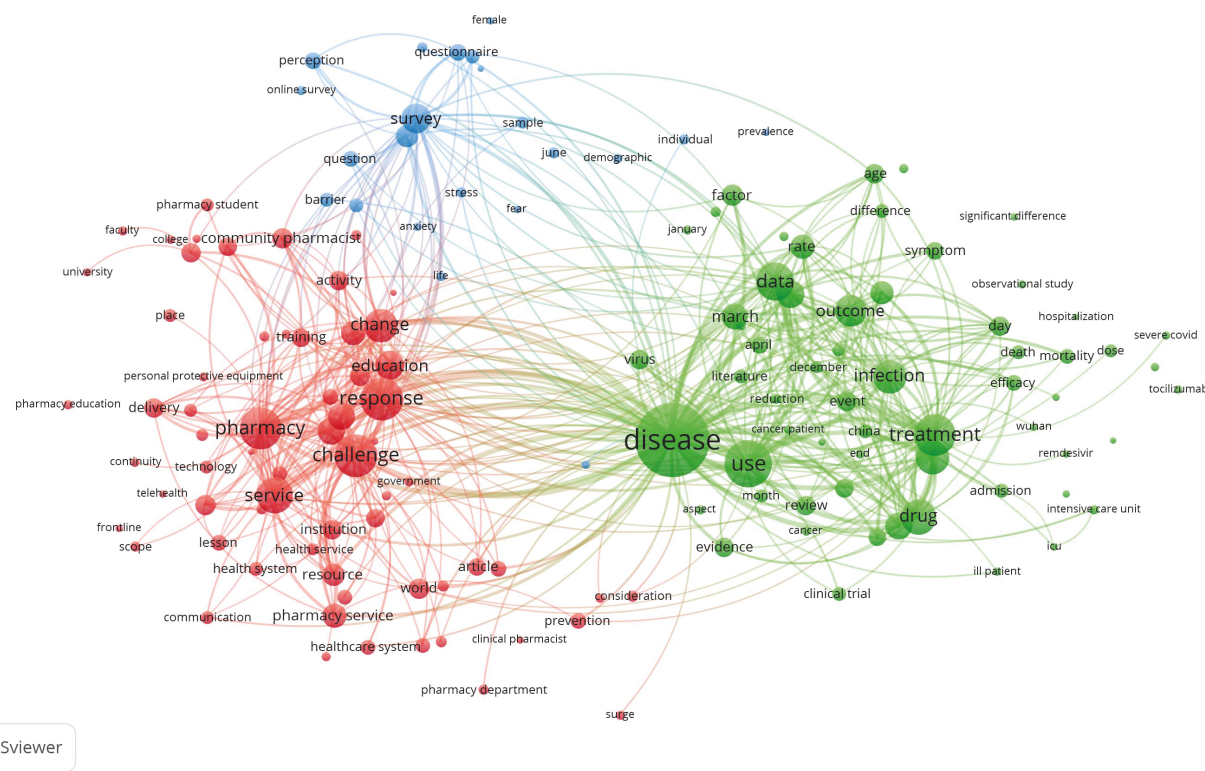 female
questionnaire
perception
online survey
survey
sample
prevalence
individual
june
demographic
question
age
stress
factor
barrier
pharmacy student
fear
difference
significant difference
anxiety
faculty
january
college
community pharmacist
rate
symptom
university
life
activity
data
observational study
place
march
outcome
hospitalization
change
day
training
april
severe covid
death
mortality
dose
virus
education
december
literature
infection
personal protective equipment
efficacy
tocilizumab
response
reduction
event
pharmacy education
delivery
pharmacy
cancer patient
china
treatment
wuhan
disease
challenge
end
remdesivir
continuity
technology
use
government
telehealth
service
month
admission
aspect
review
intensive care unit
drug
frontline
institution
cancer
scope
lesson
health service
evidence
icu
health system
resource
article
ill patient
world
consideration
clinical trial
communication
pharmacy service
prevention
clinical pharmacist
healthcare system
pharmacy department
surge
Sviewer